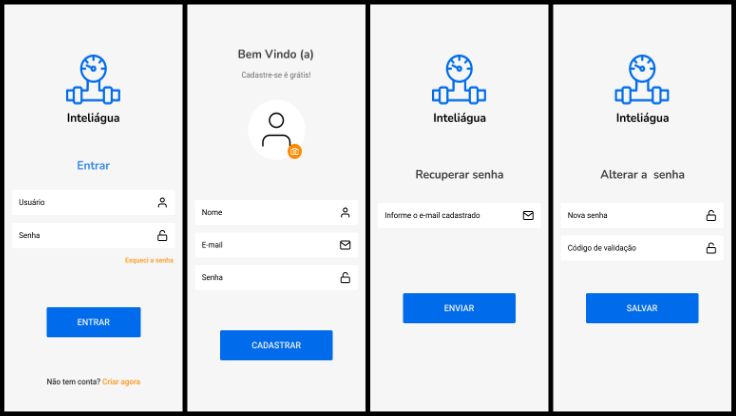 Inteliágua
Entrar
Usuário
Senha
Esqueci a senha
ENTRAR
Não tem conta? Criar agora
Bem Vindo (a)
Cadastre-se é grátis!
Nome
E-mail
Senha
CADASTRAR
Inteliágua
Recuperar senha
Informe o e-mail cadastrado
ENVIAR
Inteliágua
Alterar a senha
Nova senha
Código de validação
SALVAR